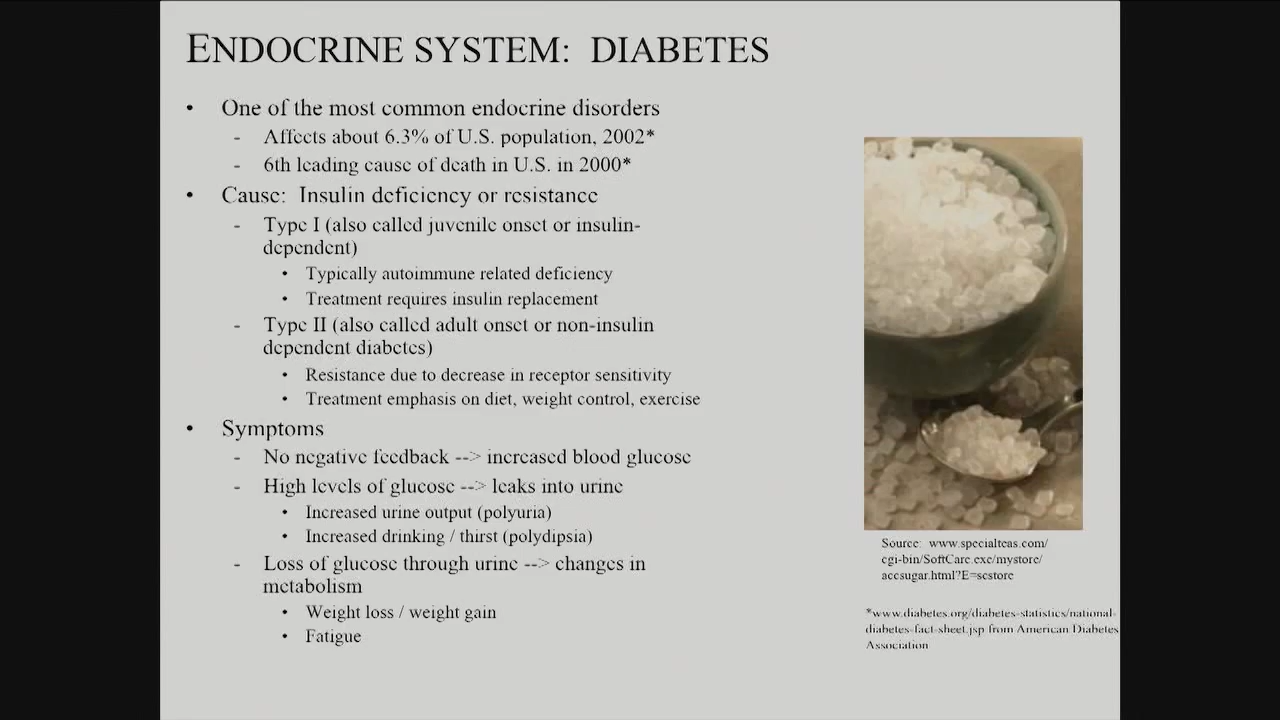 ENDOCRINE SYSTEM: DIABETES
• One of the most common endocrine disorders
- Affects about 6.3% of U.S. population, 2002*
- 6th leading cause of death in U.S. in 2000*
• Cause: Insulin deficiency or resistance
- Type I (also called juvenile onset or insulin-
dependent)
• Typically autoimmune related deficiency
• Treatment requires insulin replacement
- Type II (also called adult onset or non-insulin
dependent diabetes)
• Resistance due to decrease in receptor sensitivity
• Treatment emphasis on diet, weight control, exercise
• Symptoms
- No negative feedback --> increased blood glucose
- High levels of glucose --> leaks into urine
• Increased urine output (polyuria)
• Increased drinking / thirst (polydipsia)
- Loss of glucose through urine --> changes in
metabolism
• Weight loss / weight gain
• Fatigue
Source: www.specialteas.com/
cgi-bin/SoftCare.exe/mystore/
accsugar.html?E=scstore
*www.diabetes.org/diabetes-statistics/national-
diabetes-fact-sheet.jsp from American Diabetes
Association